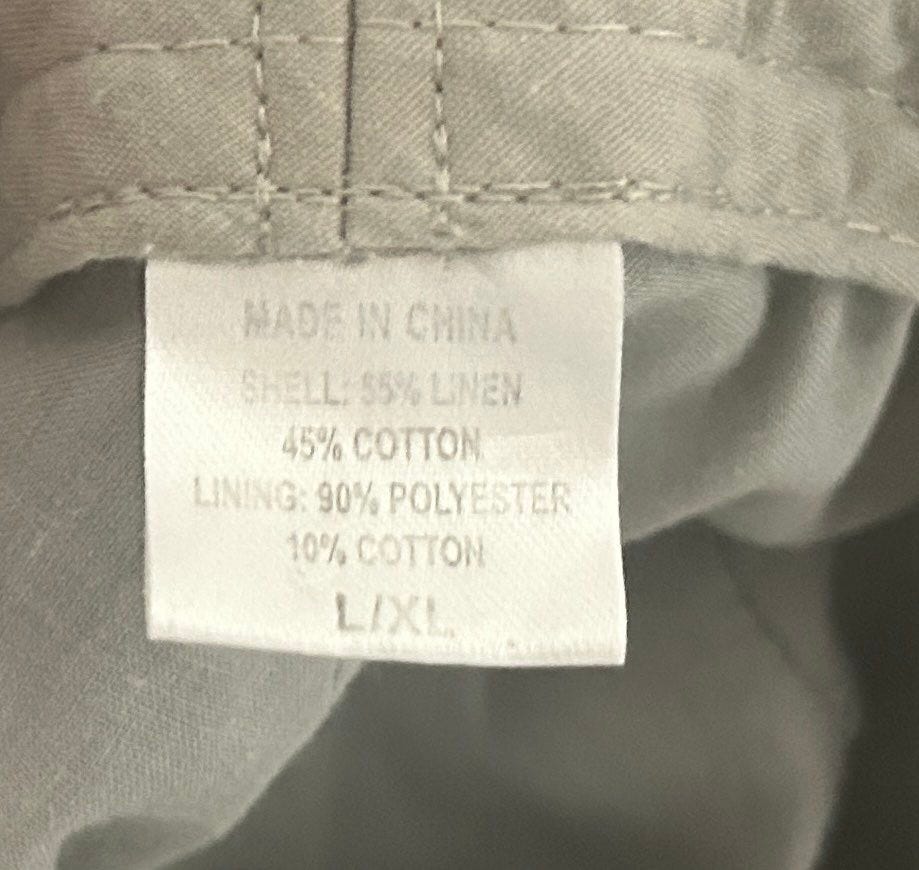 MADE IN CHINA
SHELL: 55% LINEN
45% COTTON
LINING: 90% POLYESTER
10% COTTON
L/XL